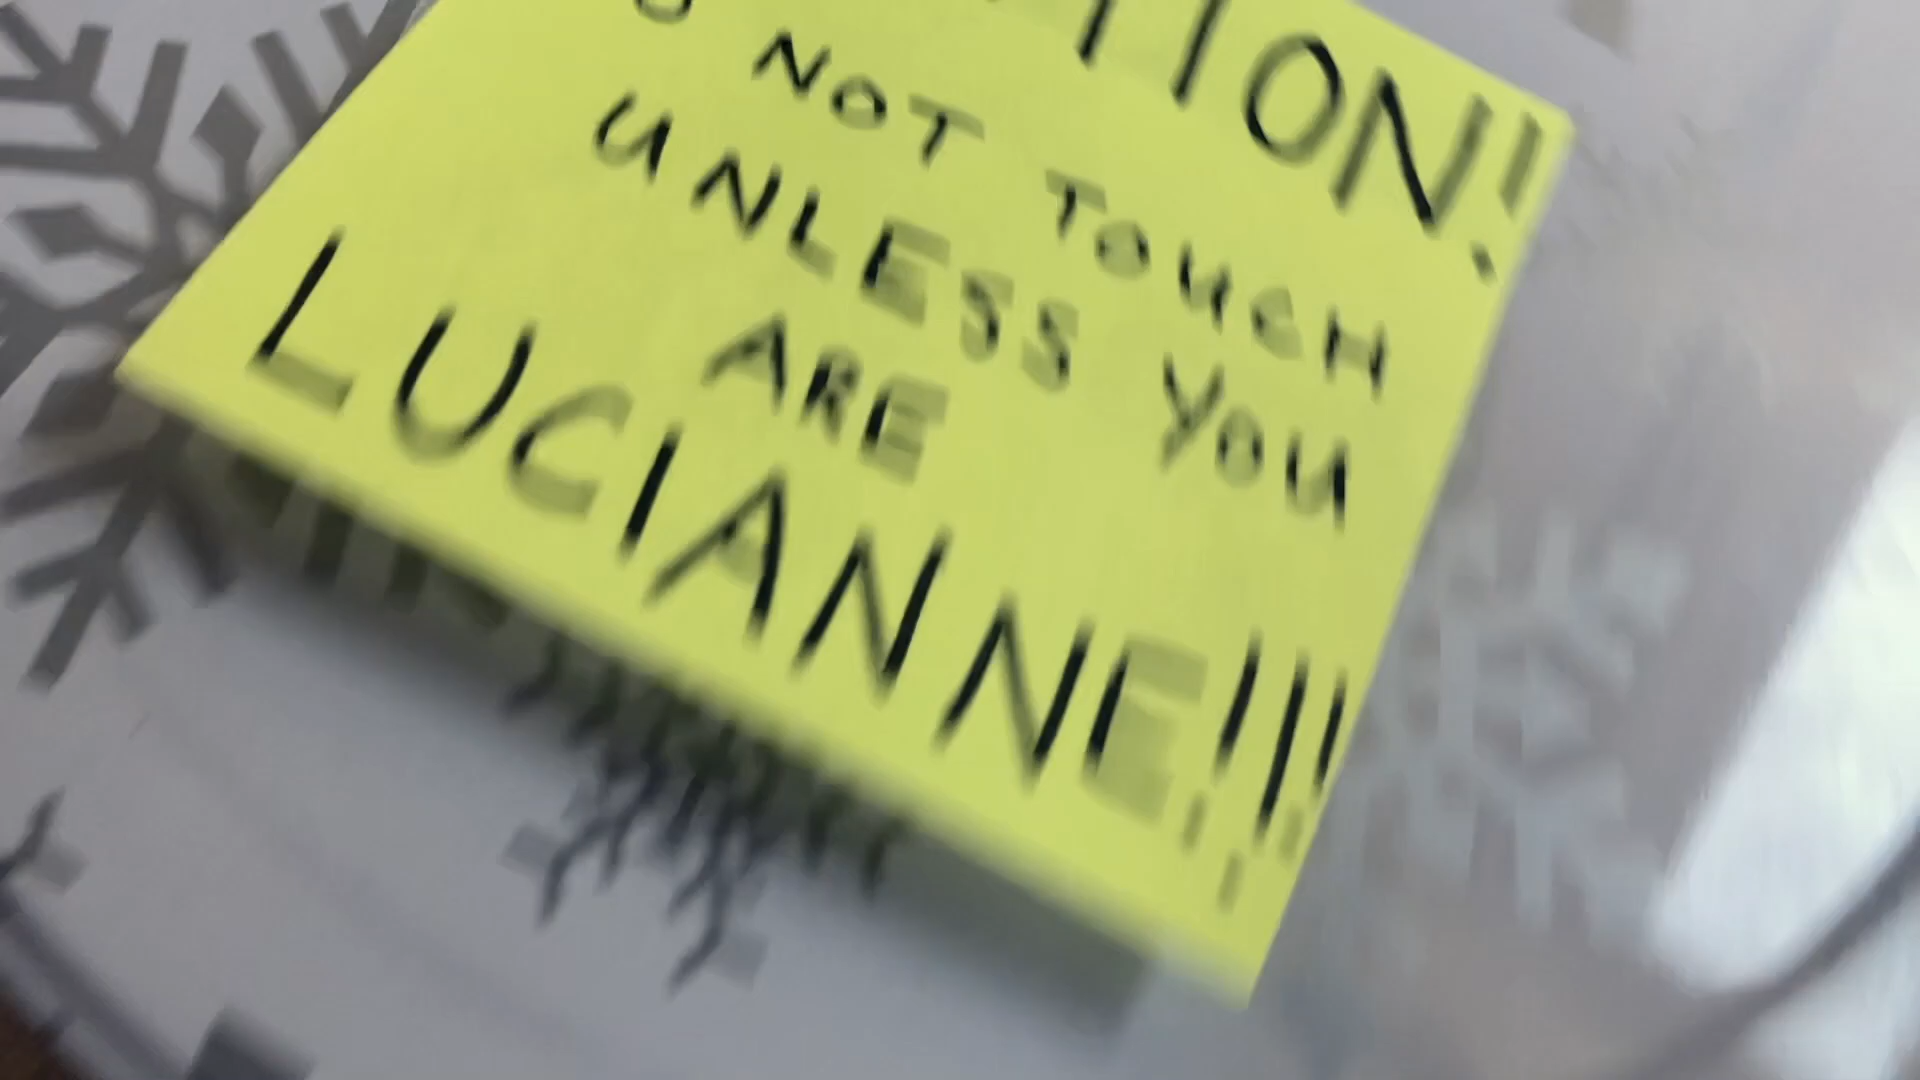 TION!
O NOT TOUCH
UNLESS YOU
ARE
LUCIANNE!!!